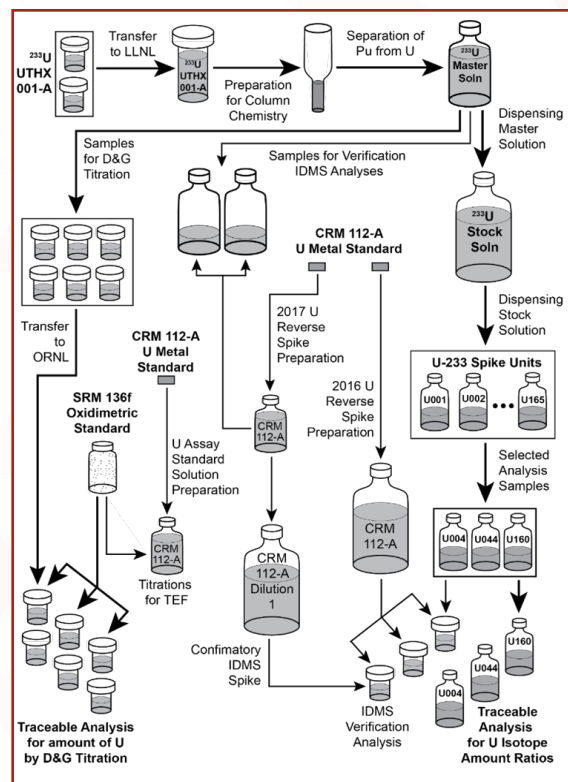 233U
UTHX
001-A
Transfer
to LLNL
233U
UTHX
001-A
Preparation
for Column
Chemistry
Separation of
Pu from U
233U
Master
Soln
Samples
for D&G
Titration
Samples for Verification
IDMS Analyses
Dispensing
Master
Solution
233U
Stock
Soln
CRM 112-A
U Metal Standard
Transfer
to
ORNL
CRM 112-A
U Metal
Standard
2017 U
Reverse
Spike
Preparation
Dispensing
Stock
Solution
SRM 136f
Oxidimetric
Standard
2016 U
Reverse
Spike
Preparation
U-233 Spike Units
U001
U002
U165
CRM
112-A
U Assay
Standard
Solution
Preparation
Selected
Analysis
Samples
CRM
112-A
CRM
112-A
U004
U044
U160
Titrations
for TEF
CRM
112-A
Dilution
1
Confimatory
IDMS
Spike
U160
U044
U004
IDMS
Verification
Analysis
Traceable Analysis
for amount of U
by D&G Titration
Traceable
Analysis
for U Isotope
Amount Ratios